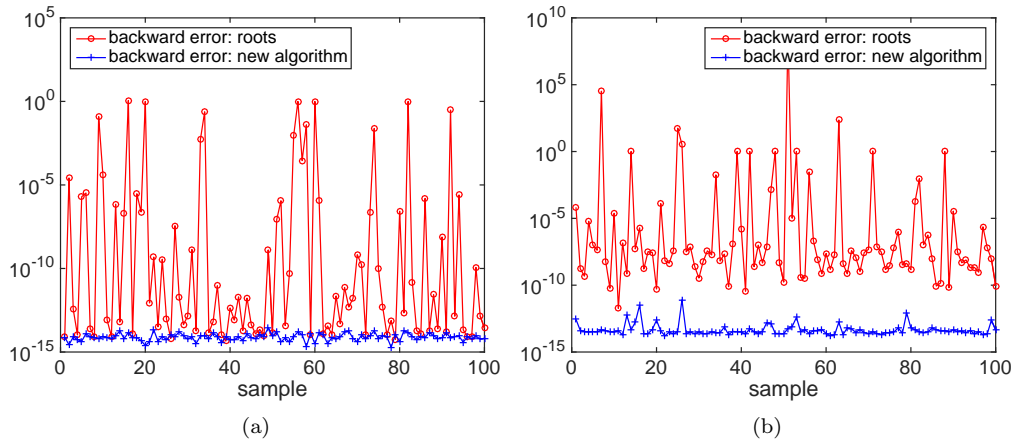 10^5
backward error: roots
backward error: new algorithm
10^0
10^-5
10^-10
10^-15
0 20 40 60 80 100
sample
(a)
10^10
backward error: roots
backward error: new algorithm
10^5
10^0
10^-5
10^-10
10^-15
0 20 40 60 80 100
sample
(b)